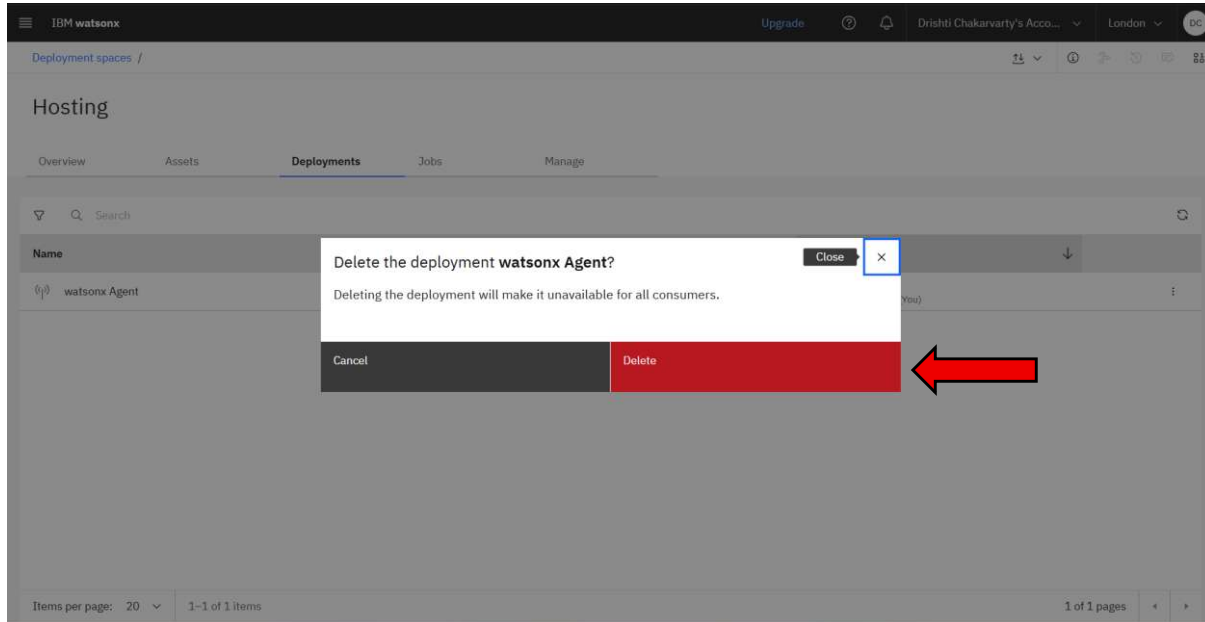 IBM watsonx
Upgrade
Drishti Chakarvarty's Acco...
London
DC
Deployment spaces /
Hosting
Overview Assets Deployments Jobs Manage
Search
Name
Delete the deployment watsonx Agent?
Close
watsonx Agent
Deleting the deployment will make it unavailable for all consumers.
You)
Cancel
Delete
Items per page: 20
1–1 of 1 items
1 of 1 pages